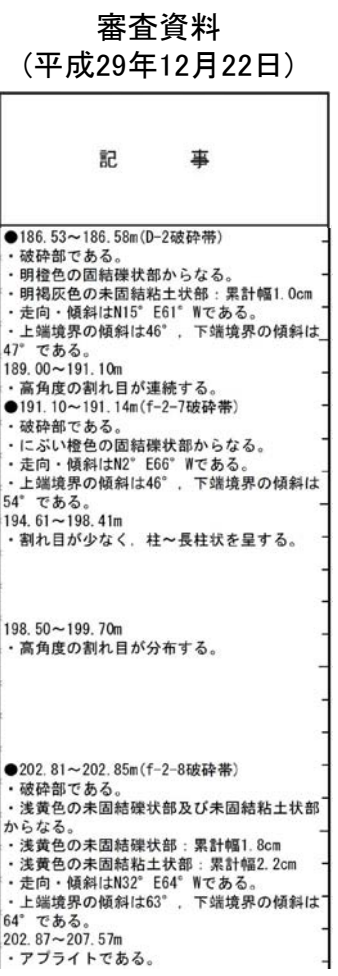 審査資料
(平成29年12月22日)
記　事
●186.53～186.58m(D-2破砕帯)
・破砕部である。
・明橙色の固結礫状部からなる。
・明褐灰色の未固結粘土状部：累計幅1.0cm
・走向・傾斜はN15°E61°Wである。
・上端境界の傾斜は46°，下端境界の傾斜は
47°である。
189.00～191.10m
・高角度の割れ目が連続する。
●191.10～191.14m(f-2-7破砕帯)
・破砕部である。
・にぶい橙色の固結礫状部からなる。
・走向・傾斜はN2°E66°Wである。
・上端境界の傾斜は46°，下端境界の傾斜は
54°である。
194.61～198.41m
・割れ目が少なく，柱～長柱状を呈する。
198.50～199.70m
・高角度の割れ目が分布する。
●202.81～202.85m(f-2-8破砕帯)
・破砕部である。
・浅黄色の未固結礫状部及び未固結粘土状部
からなる。
・浅黄色の未固結礫状部：累計幅1.8cm
・浅黄色の未固結粘土状部：累計幅2.2cm
・走向・傾斜はN32°E64°Wである。
・上端境界の傾斜は63°，下端境界の傾斜は
64°である。
202.87～207.57m
・アプライトである。